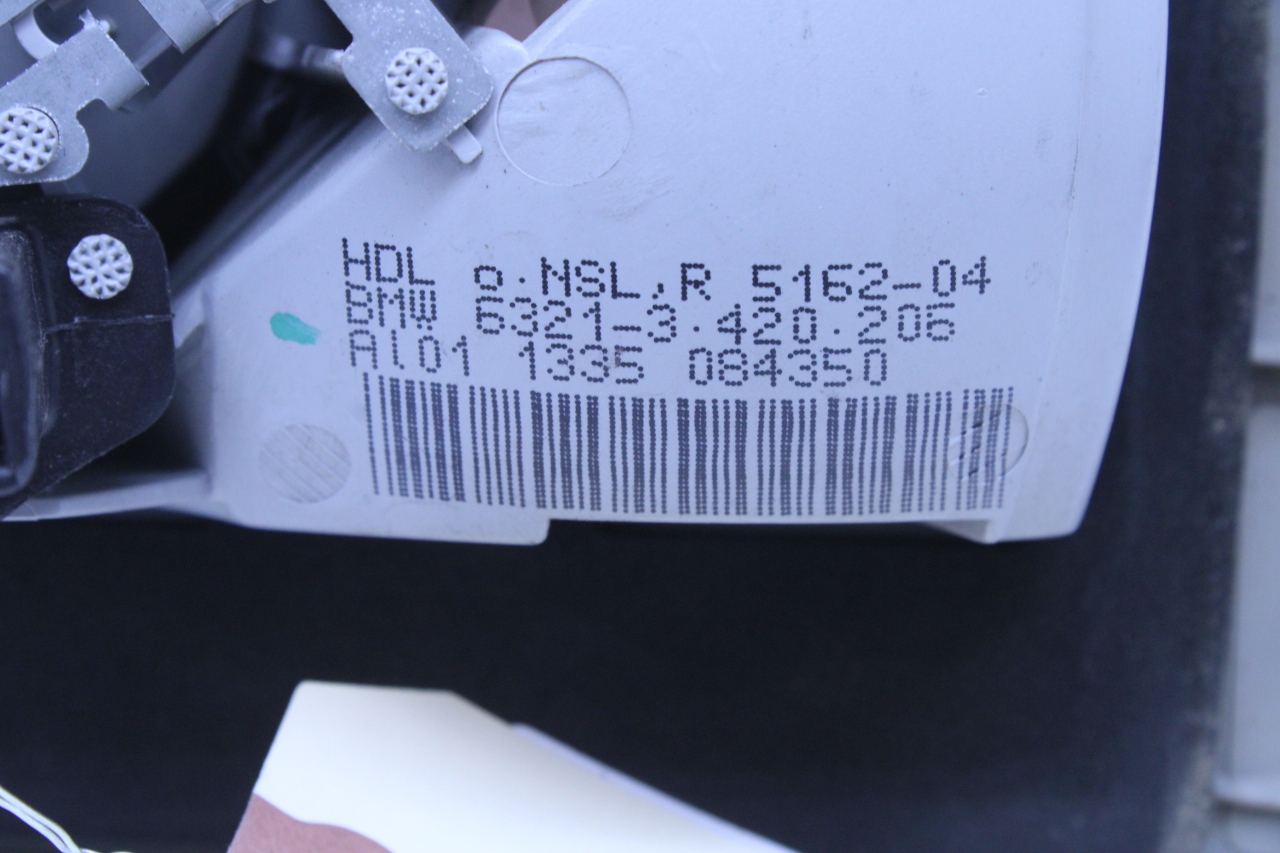 HDL o.NSL,R 5162-04
BMW 6321-3.420.206
Al01 1335 084350